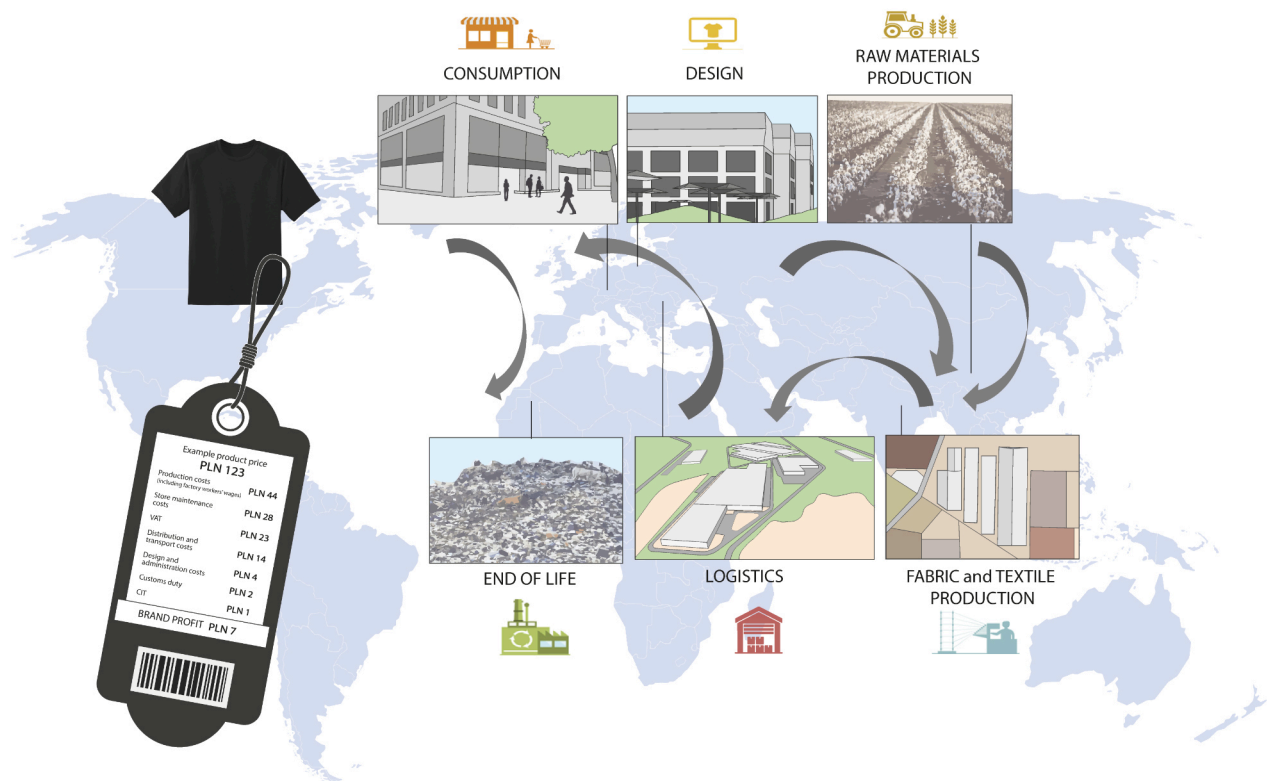 CONSUMPTION
DESIGN
RAW MATERIALS
PRODUCTION
Example product price
PLN 123
Production costs
(including factory workers' wages)
PLN 44
Store maintenance
costs
PLN 28
VAT
PLN 23
Distribution and
transport costs
PLN 14
Design and
administration costs
PLN 4
Customs duty
PLN 2
CIT
PLN 1
BRAND PROFIT PLN 7
END OF LIFE
LOGISTICS
FABRIC and TEXTILE
PRODUCTION